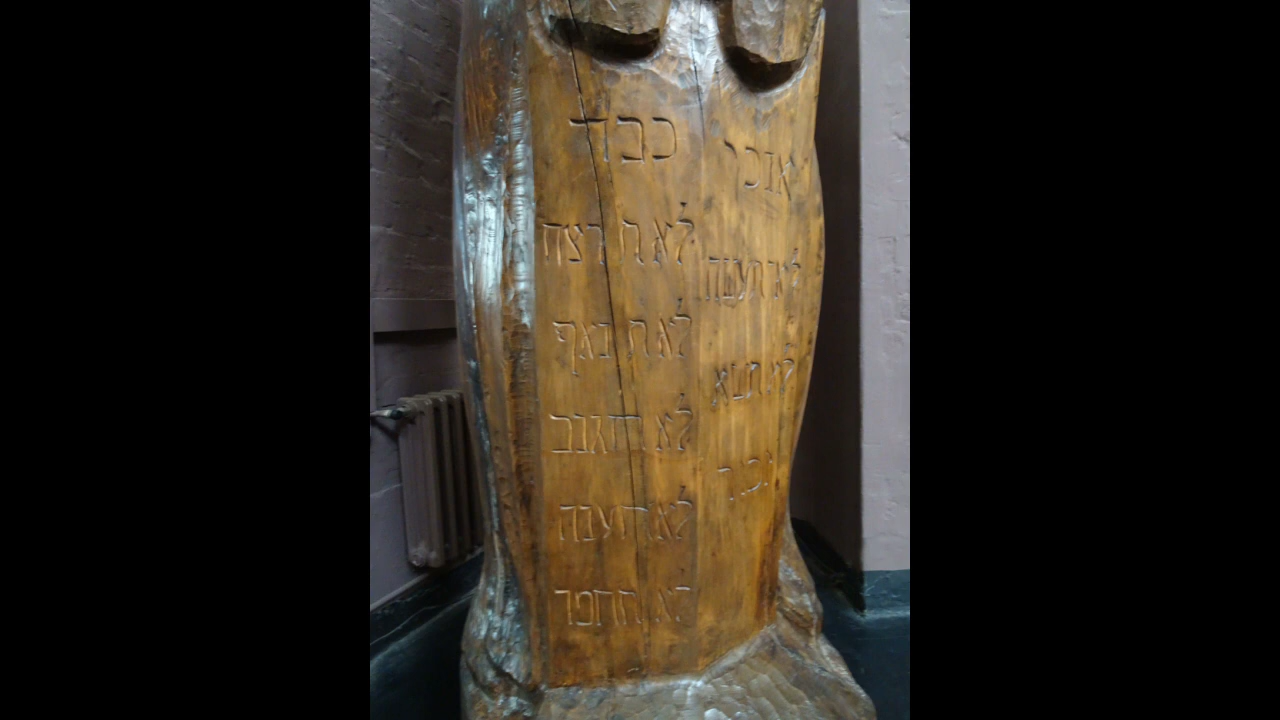 אנכי
לא תעשה
לא תשא
זכור
כבד
לא תרצח
לא תנאף
לא תגנב
לא תענה
לא תחמד